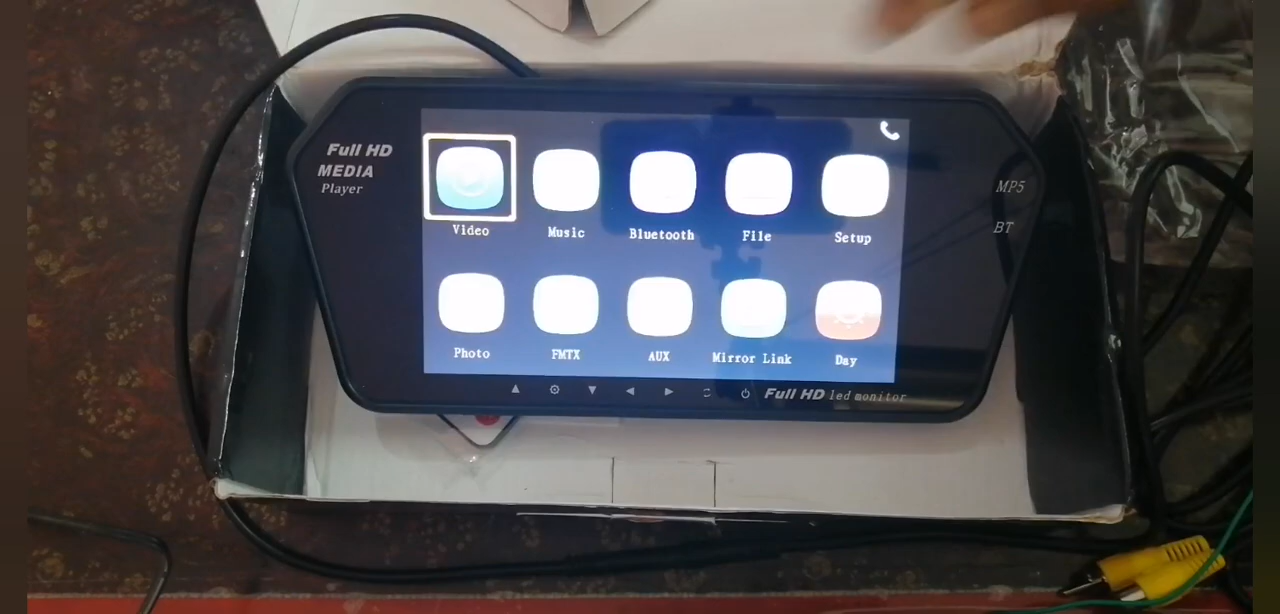 Full HD
MEDIA
Player
Video Music Bluetooth File Setup
Photo FMTX AUX Mirror Link Day
MP5
BT
Full HD led monitor